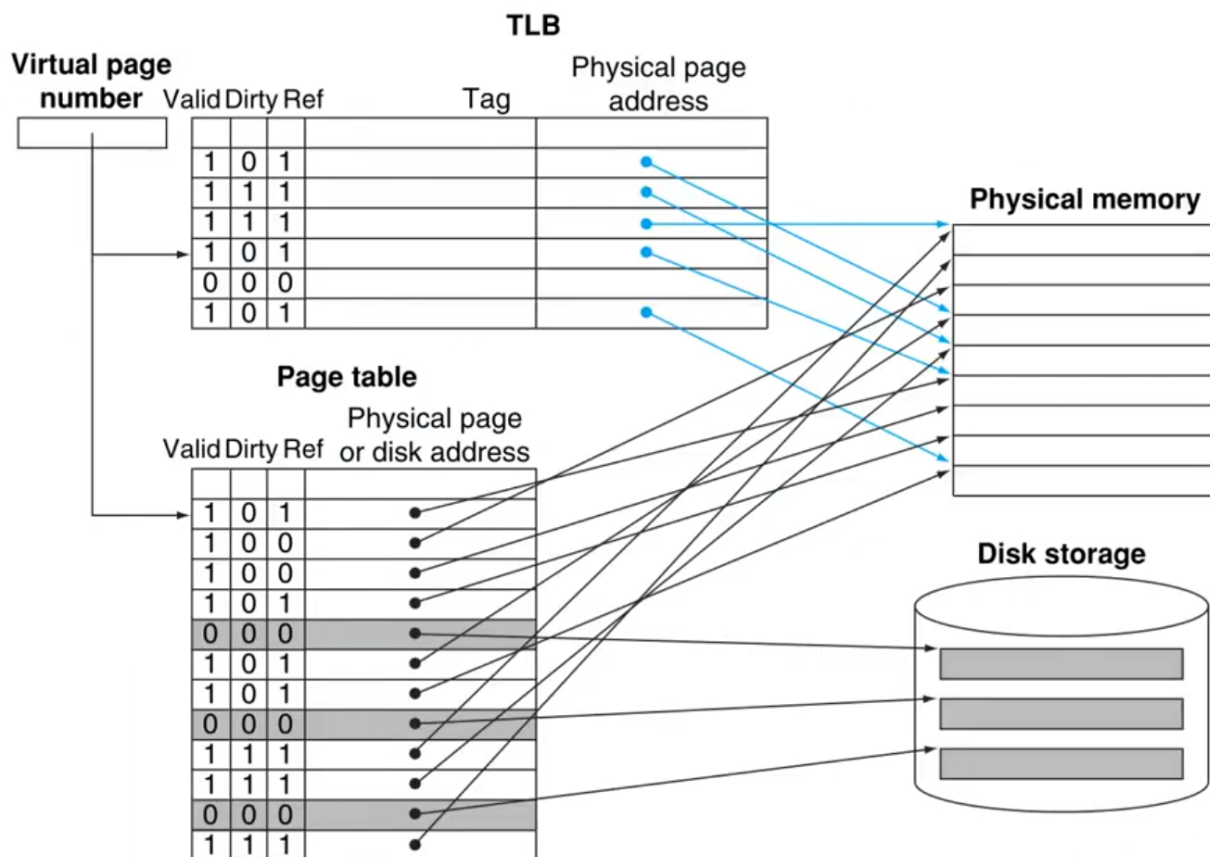 TLB
Virtual page
number
Physical page
address
Valid Dirty Ref
Tag
1 0 1
1 1 1
1 1 1
1 0 1
0 0 0
1 0 1
Physical memory
Page table
Physical page
or disk address
Valid Dirty Ref
1 0 1
1 0 0
1 0 0
1 0 1
0 0 0
1 0 1
1 0 1
0 0 0
1 1 1
1 1 1
0 0 0
1 1 1
Disk storage